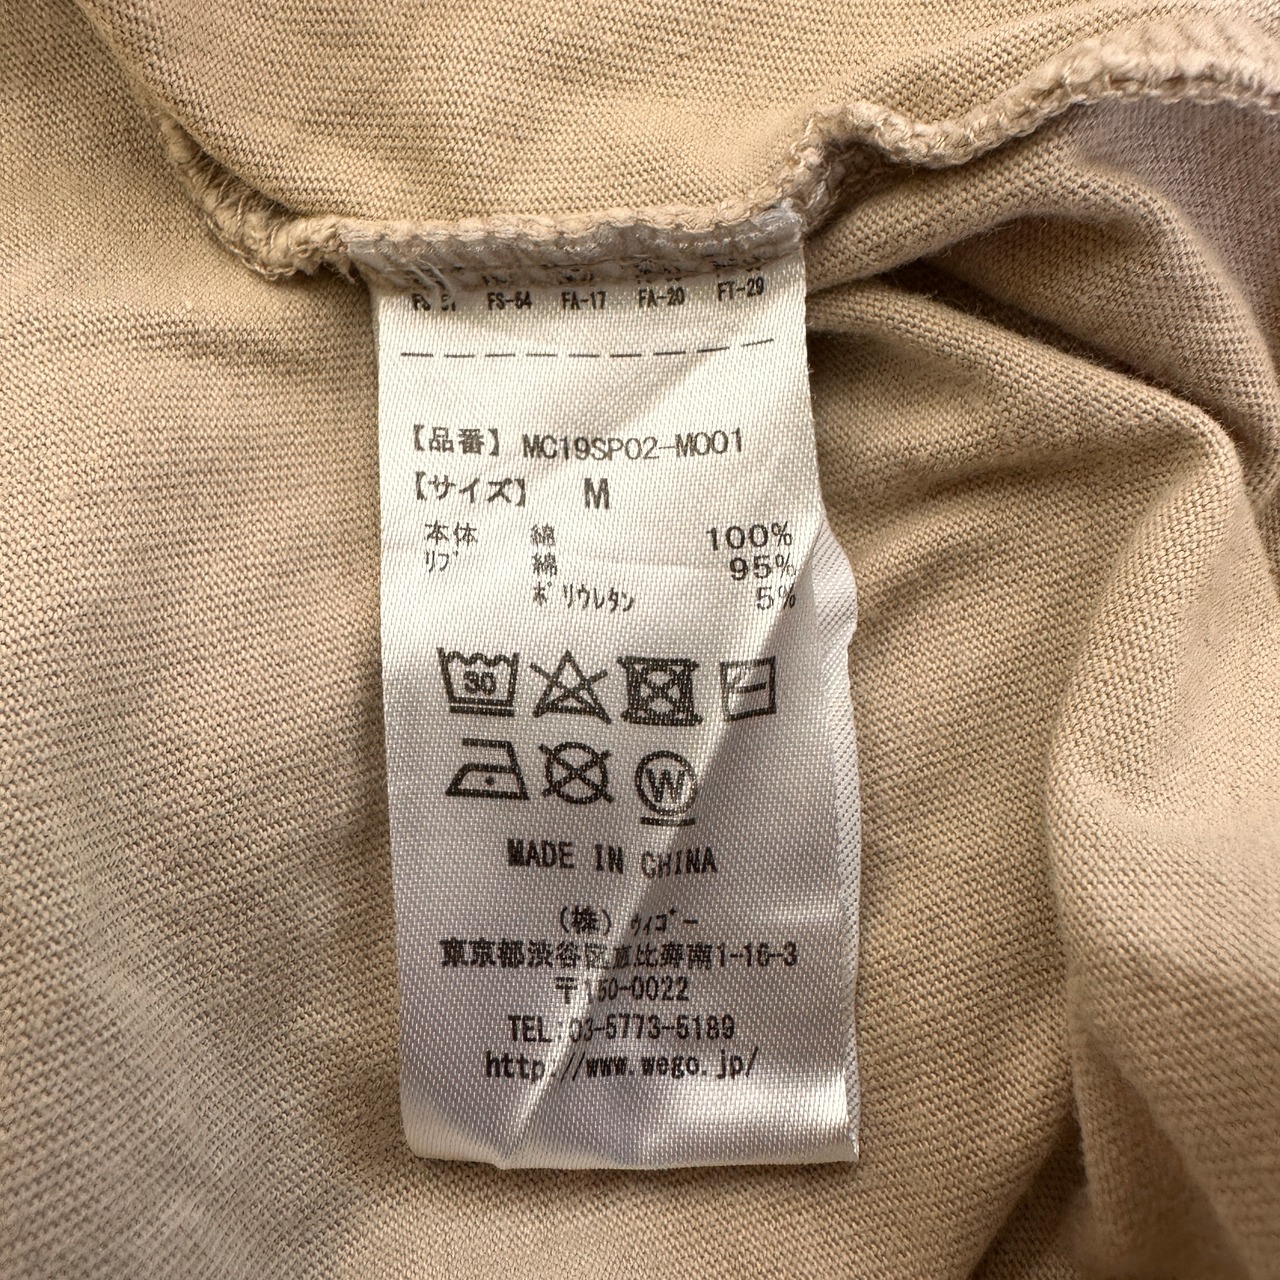 FS-51 FS-64 FA-17 FA-20 FT-29
【品番】 MC19SP02-M001
【サイズ】 M
本体 綿 100%
リブ 綿 95%
ポリウレタン 5%
30
W
MADE IN CHINA
(株) ウィゴー
東京都渋谷区恵比寿南1-16-3
〒150-0022
TEL:03-5773-5189
http://www.wego.jp/